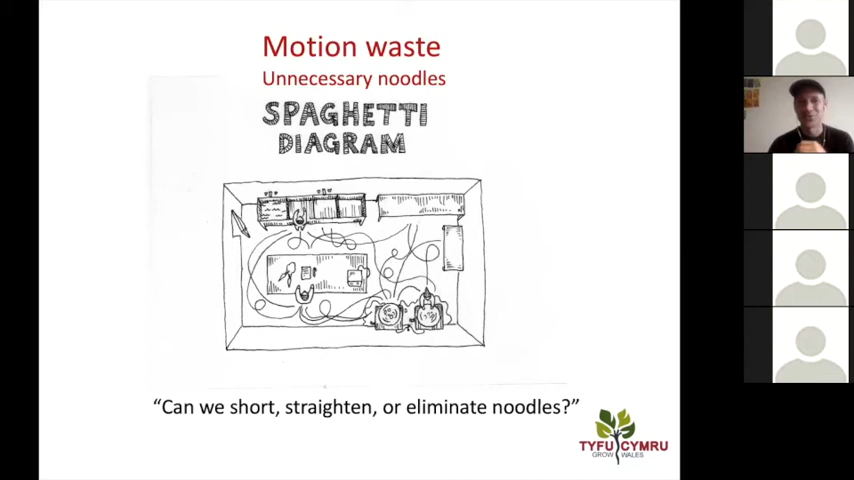 Motion waste
Unnecessary noodles
SPAGHETTI
DIAGRAM
“Can we short, straighten, or eliminate noodles?”
TYFU CYMRU
GROW WALES